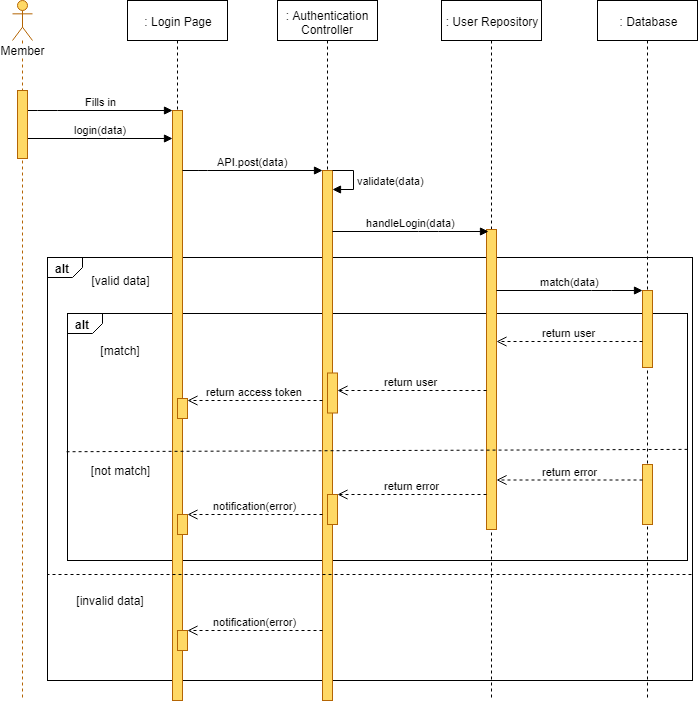 : Login Page
: Authentication
Controller
: User Repository
: Database
Member
Fills in
login(data)
API.post(data)
validate(data)
handleLogin(data)
alt
[valid data]
match(data)
alt
return user
[match]
return user
return access token
[not match]
return error
return error
notification(error)
[invalid data]
notification(error)